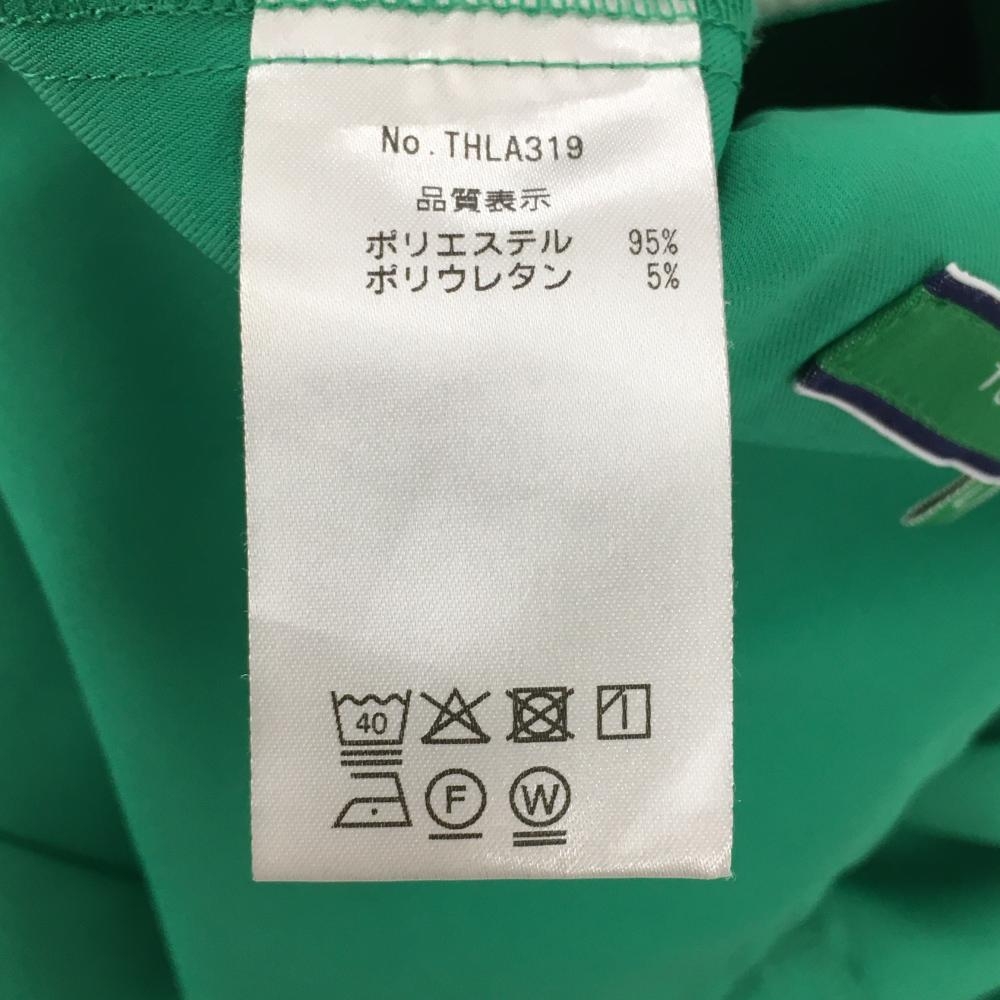 No.THLA319
品質表示
ポリエステル 95%
ポリウレタン 5%
40
F W